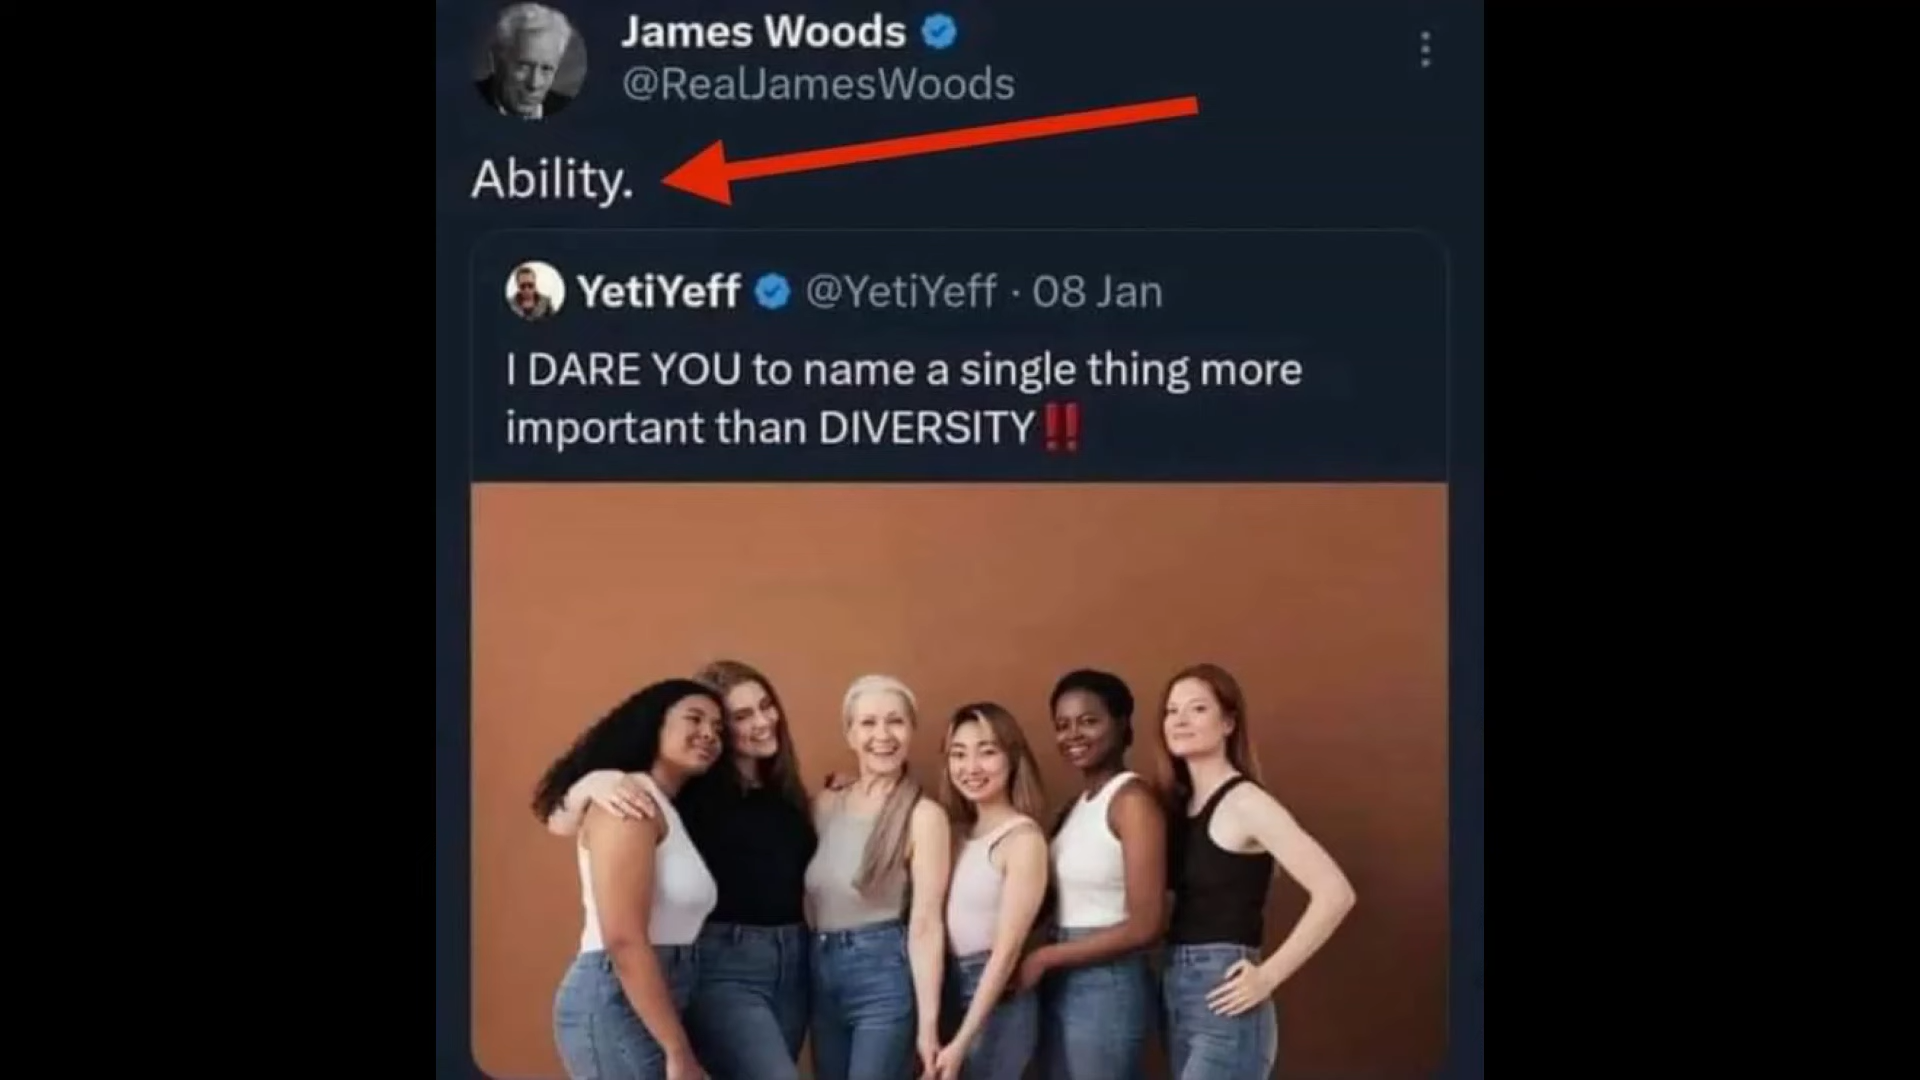 James Woods
@RealJamesWoods
Ability.
YetiYeff @YetiYeff · 08 Jan
I DARE YOU to name a single thing more
important than DIVERSITY‼️